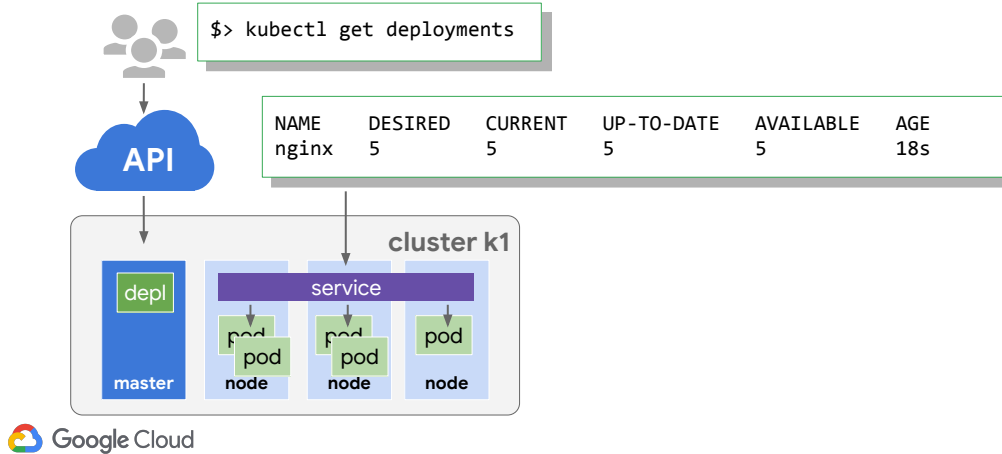 $> kubectl get deployments
NAME DESIRED CURRENT UP-TO-DATE AVAILABLE AGE
nginx 5 5 5 5 18s
API
cluster k1
depl
service
pod
pod
pod
pod
pod
master
node
node
node
Google Cloud